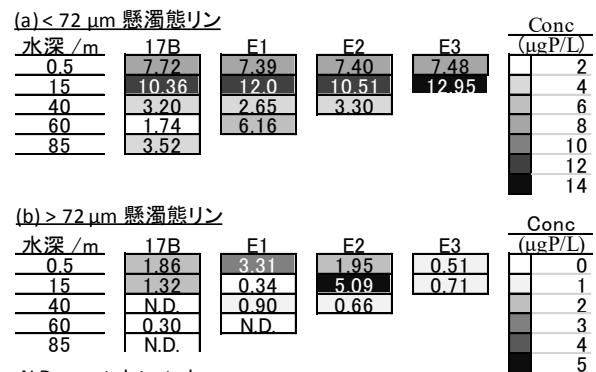 (a)< 72 µm 懸濁態リン
Conc
水深 /m 17B E1 E2 E3 (µgP/L)
0.5 7.72 7.39 7.40 7.48 2
15 10.36 12.0 10.51 12.95 4
40 3.20 2.65 3.30 6
60 1.74 6.16 8
85 3.52 10
12
14
(b) > 72 µm 懸濁態リン
Conc
水深 /m 17B E1 E2 E3 (µgP/L)
0.5 1.86 3.31 1.95 0.51 0
15 1.32 0.34 5.09 0.71 1
40 N.D. 0.90 0.66 2
60 0.30 N.D. 3
85 N.D. 4
5